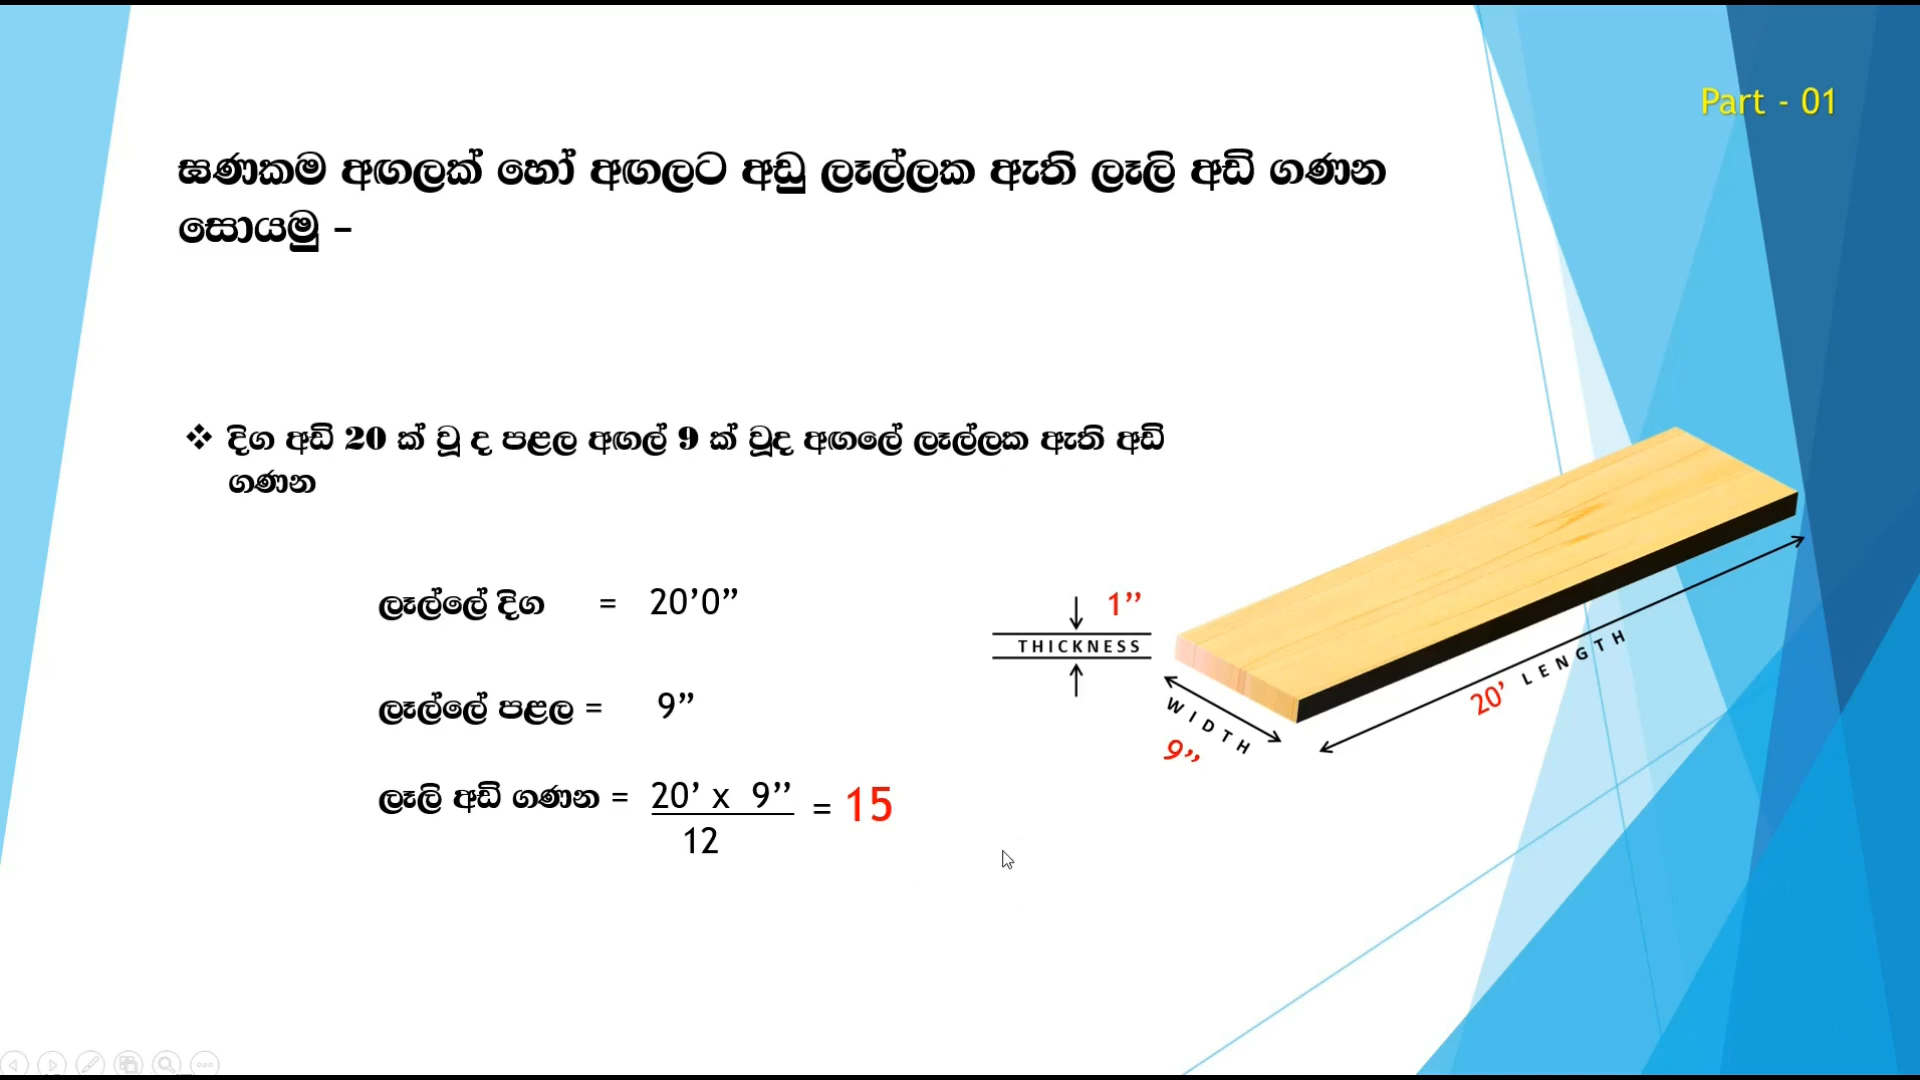 Part - 01
ඝණකම අඟලක් හෝ අඟලට අඩු ලෑල්ලක ඇති ලෑලි අඩි ගණන
සොයමු –
❖ දිග අඩි 20 ක් වූ ද පළල අඟල් 9 ක් වූද අඟලේ ලෑල්ලක ඇති අඩි
ගණන
ලෑල්ලේ දිග = 20’0”
ලෑල්ලේ පළල = 9”
ලෑලි අඩි ගණන = 20’ x 9’’ = 15
12
1’’
THICKNESS
WIDTH
9’’
20’ LENGTH